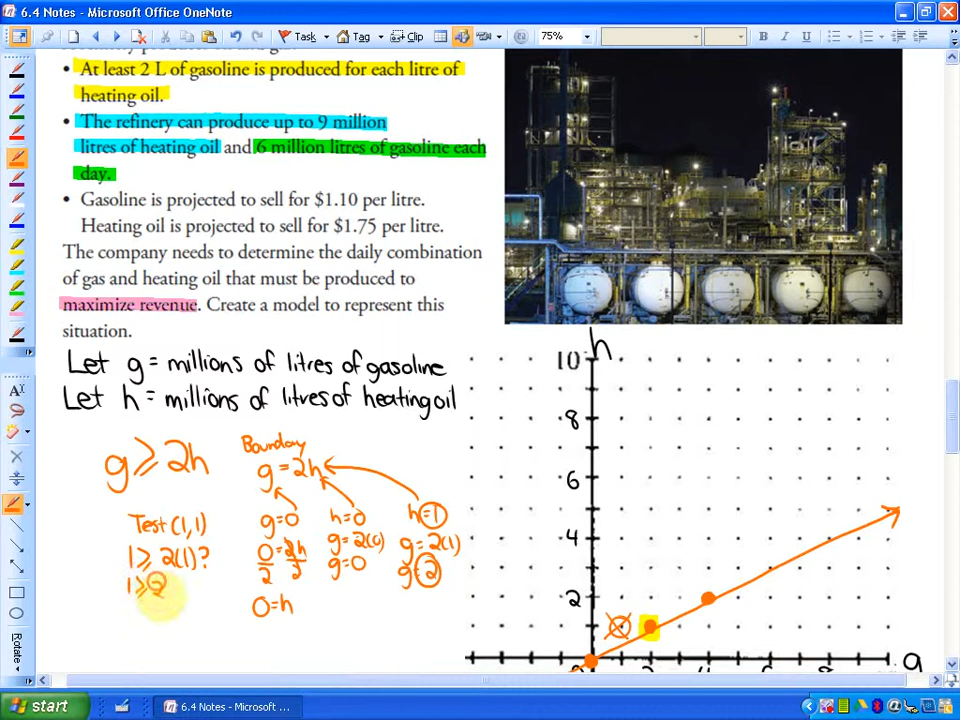 6.4 Notes - Microsoft Office OneNote
Task
Tag
Clip
75%
B I U
• At least 2 L of gasoline is produced for each litre of
heating oil.
• The refinery can produce up to 9 million
litres of heating oil and 6 million litres of gasoline each
day.
• Gasoline is projected to sell for $1.10 per litre.
Heating oil is projected to sell for $1.75 per litre.
The company needs to determine the daily combination
of gas and heating oil that must be produced to
maximize revenue. Create a model to represent this
situation.
Let g = millions of litres of gasoline
Let h = millions of litres of heating oil
g ≥ 2h
Test (1, 1)
1 ≥ 2(1)?
1 ≥ 2
Boundary
g = 2h
g = 0
0 = 2h
2 2
0 = h
h = 0
g = 2(0)
g = 0
h = 1
g = 2(1)
g = 2
h
10
8
6
4
2
Rule
start
6.4 Notes - Microsoft ...